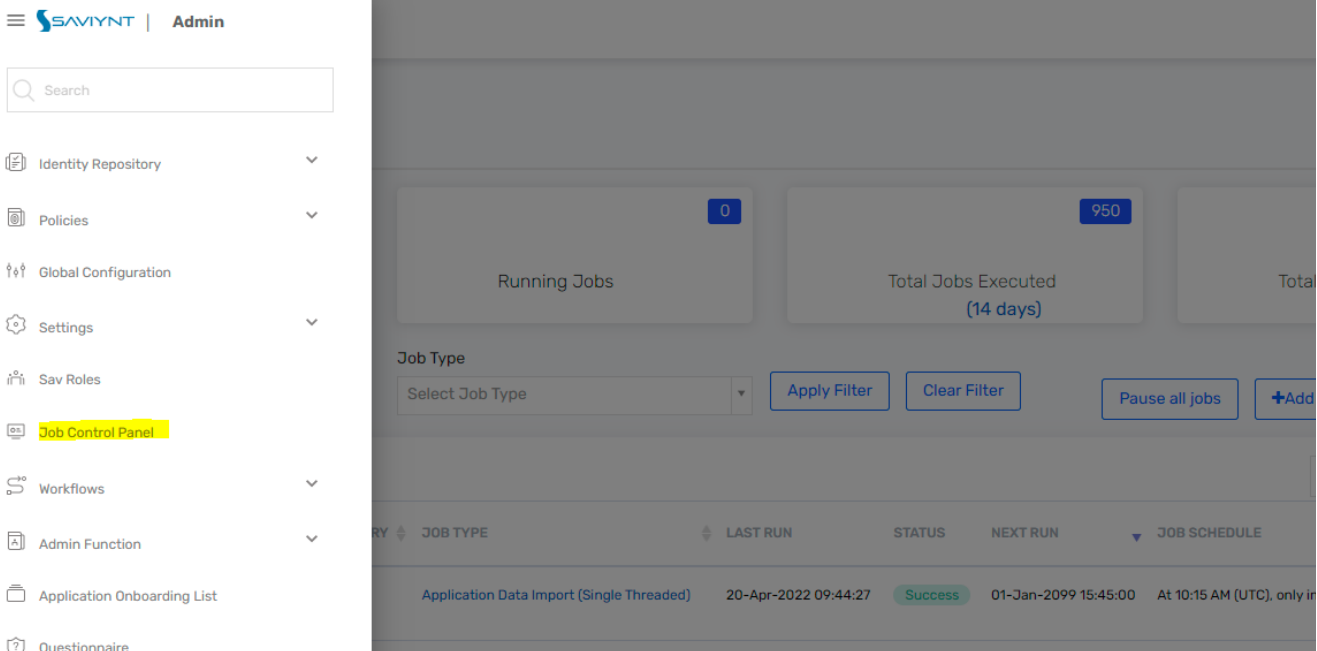 SAVIYNT | Admin
Search
Identity Repository
Policies
Global Configuration
Settings
Sav Roles
Job Control Panel
Workflows
Admin Function
Application Onboarding List
Questionnaire
0
Running Jobs
950
Total Jobs Executed
(14 days)
Total
Job Type
Select Job Type
Apply Filter
Clear Filter
Pause all jobs
+Add
RY JOB TYPE LAST RUN STATUS NEXT RUN JOB SCHEDULE
Application Data Import (Single Threaded) 20-Apr-2022 09:44:27 Success 01-Jan-2099 15:45:00 At 10:15 AM (UTC), only in